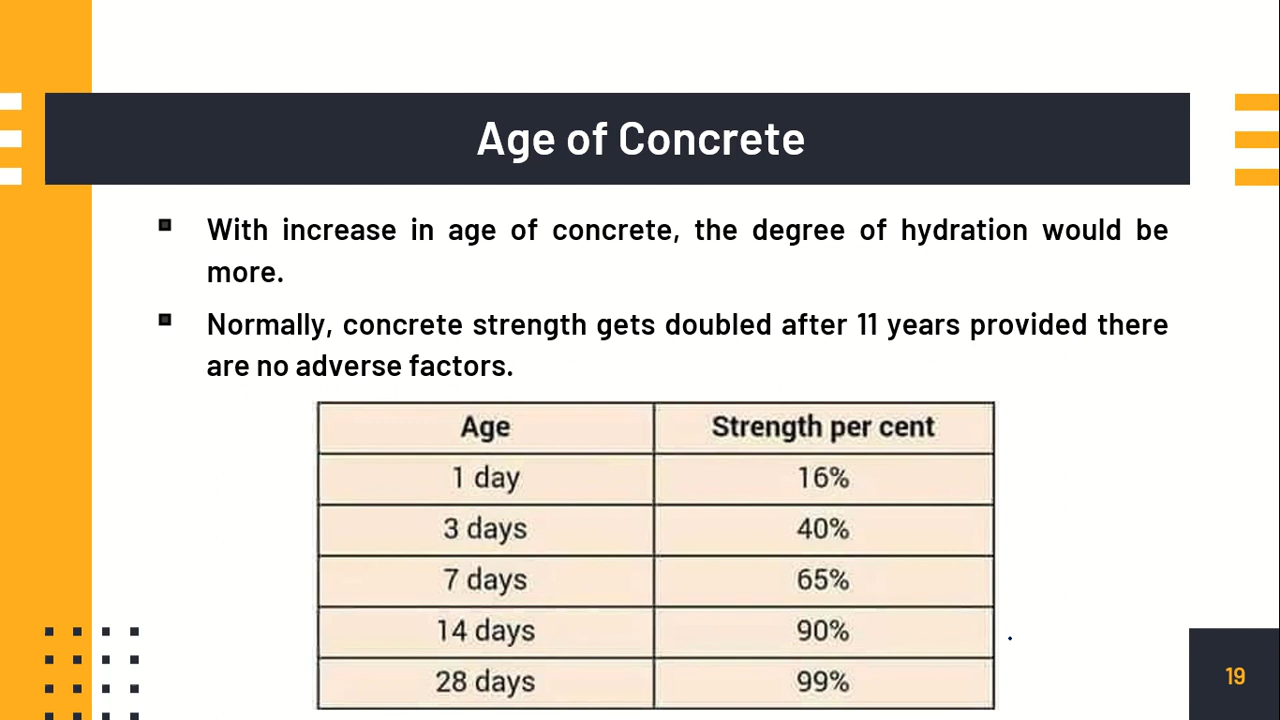 Age of Concrete
With increase in age of concrete, the degree of hydration would be
more.
Normally, concrete strength gets doubled after 11 years provided there
are no adverse factors.
Age Strength per cent
1 day 16%
3 days 40%
7 days 65%
14 days 90%
28 days 99%
19